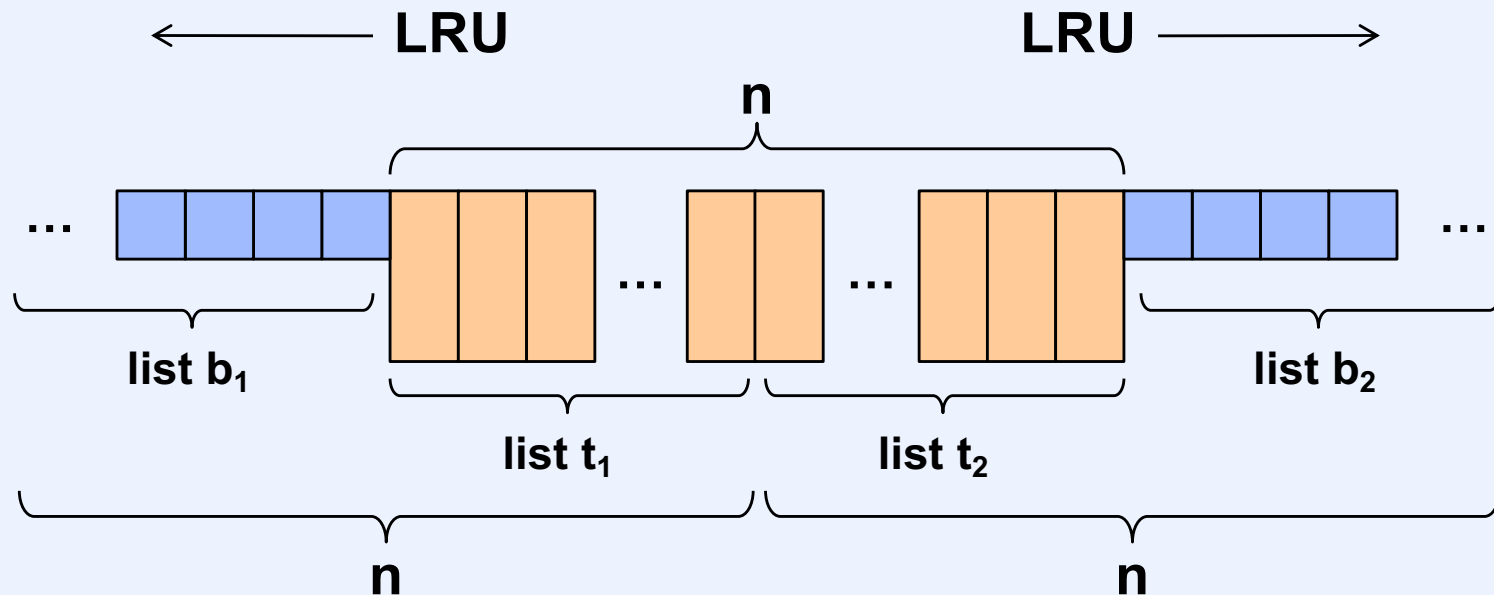 LRU LRU
n
... ...
... ...
list b₁ list b₂
list t₁ list t₂
n n